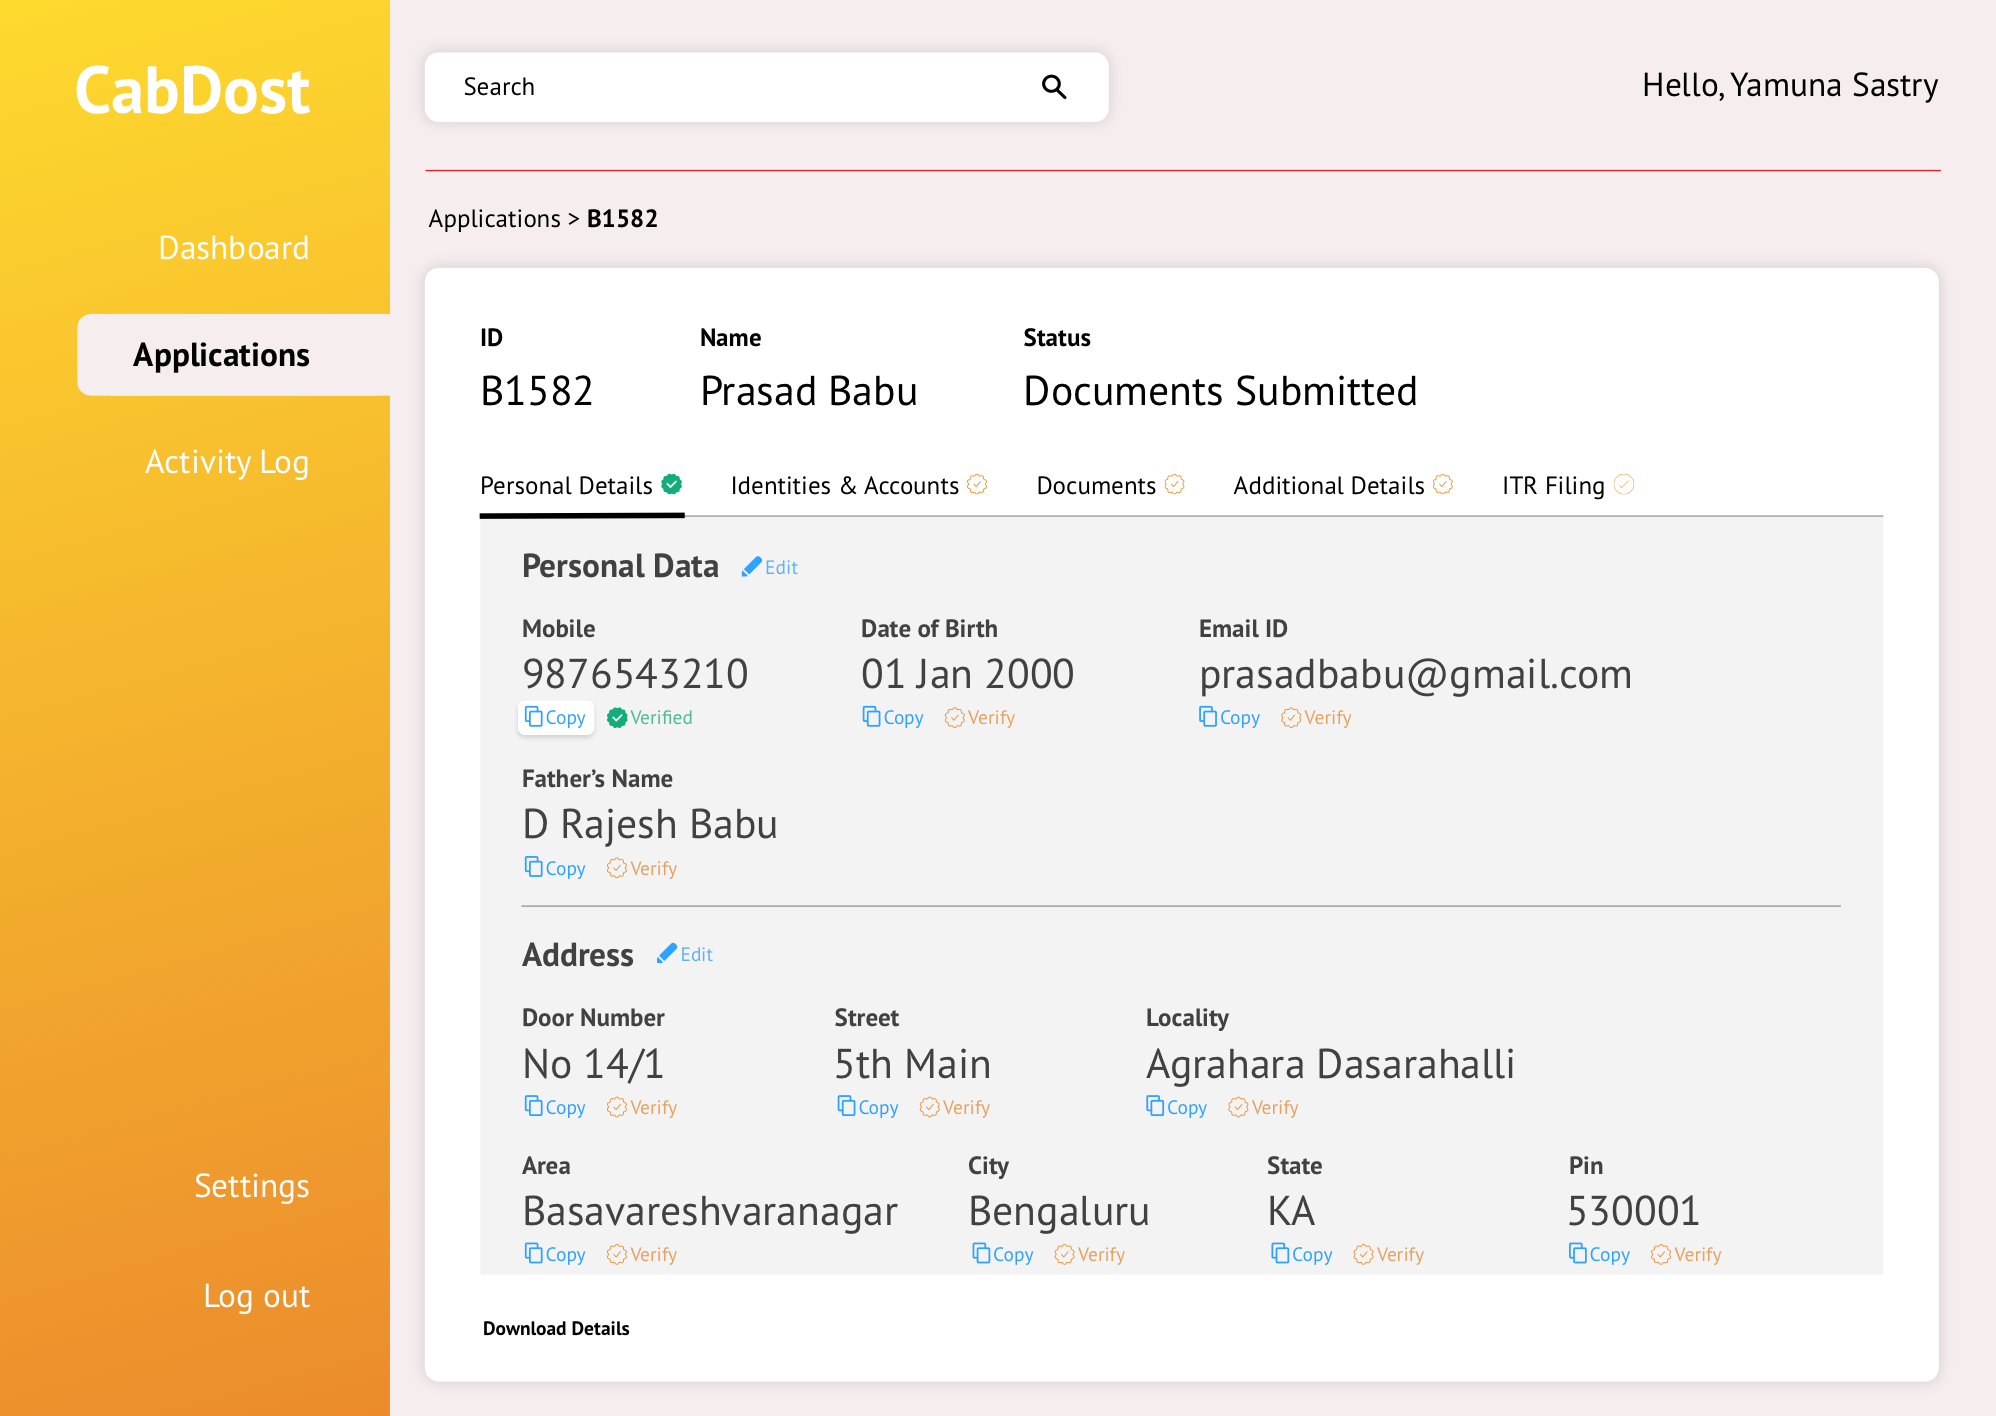 CabDost
Dashboard
Applications
Activity Log
Settings
Log out
Search
Hello, Yamuna Sastry
Applications > B1582
ID Name Status
B1582 Prasad Babu Documents Submitted
Personal Details Identities & Accounts Documents Additional Details ITR Filing
Personal Data Edit
Mobile Date of Birth Email ID
9876543210 01 Jan 2000 prasadbabu@gmail.com
Copy Verified Copy Verify Copy Verify
Father's Name
D Rajesh Babu
Copy Verify
Address Edit
Door Number Street Locality
No 14/1 5th Main Agrahara Dasarahalli
Copy Verify Copy Verify Copy Verify
Area City State Pin
Basavareshvaranagar Bengaluru KA 530001
Copy Verify Copy Verify Copy Verify Copy Verify
Download Details